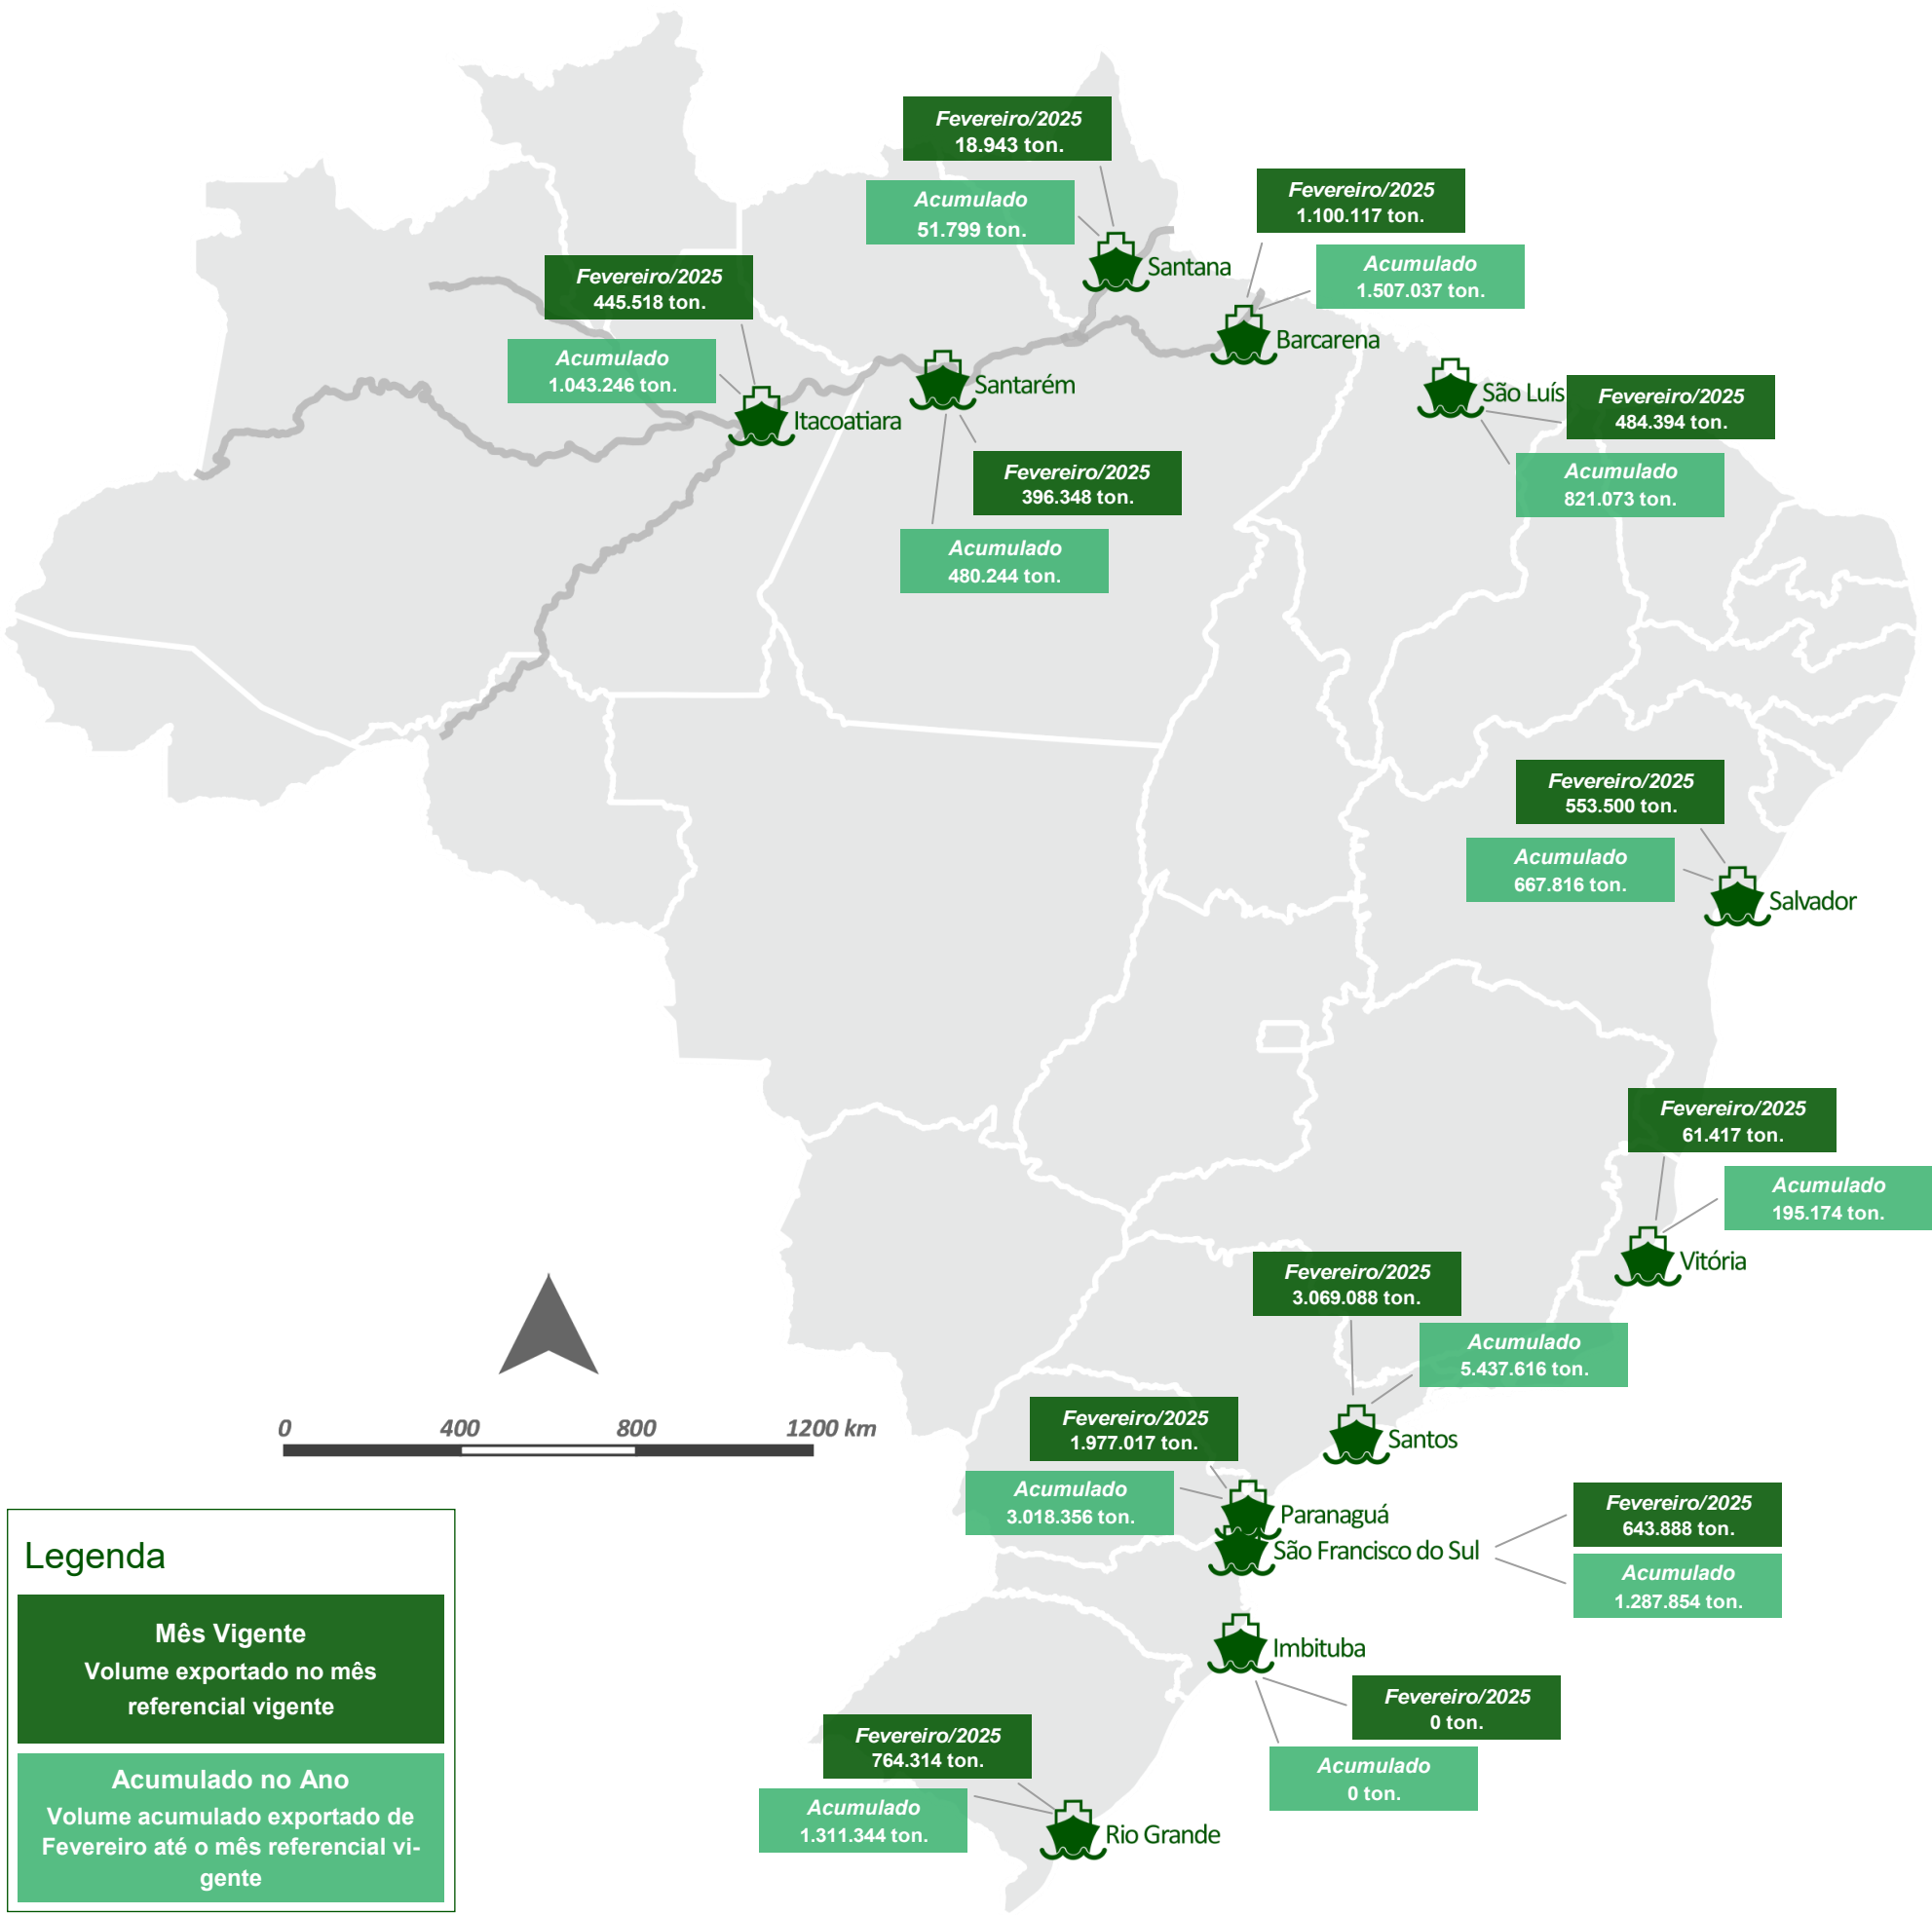 Fevereiro/2025
18.943 ton.
Acumulado
51.799 ton.
Santana
Fevereiro/2025
1.100.117 ton.
Acumulado
1.507.037 ton.
Barcarena
Fevereiro/2025
445.518 ton.
Acumulado
1.043.246 ton.
Itacoatiara
Santarém
Fevereiro/2025
396.348 ton.
Acumulado
480.244 ton.
São Luís
Fevereiro/2025
484.394 ton.
Acumulado
821.073 ton.
Fevereiro/2025
553.500 ton.
Acumulado
667.816 ton.
Salvador
Fevereiro/2025
61.417 ton.
Acumulado
195.174 ton.
Vitória
Fevereiro/2025
3.069.088 ton.
Acumulado
5.437.616 ton.
Santos
Fevereiro/2025
1.977.017 ton.
Acumulado
3.018.356 ton.
Paranaguá
São Francisco do Sul
Fevereiro/2025
643.888 ton.
Acumulado
1.287.854 ton.
Imbituba
Fevereiro/2025
0 ton.
Acumulado
0 ton.
Fevereiro/2025
764.314 ton.
Acumulado
1.311.344 ton.
Rio Grande
0 400 800 1200 km
Legenda
Mês Vigente
Volume exportado no mês
referencial vigente
Acumulado no Ano
Volume acumulado exportado de
Fevereiro até o mês referencial vi-
gente